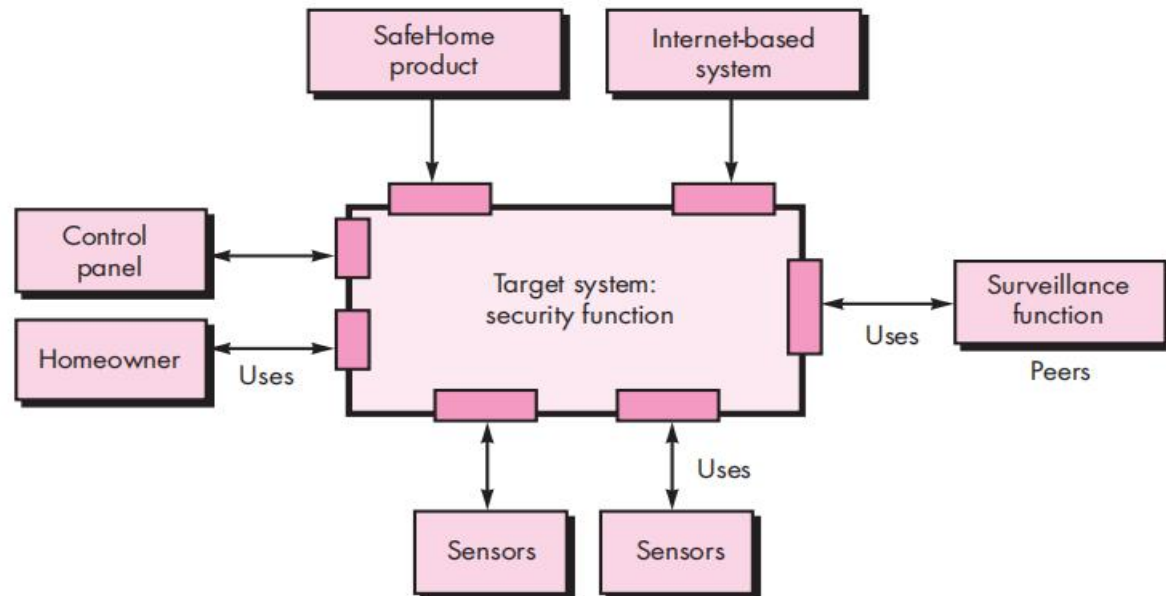 SafeHome
product
Internet-based
system
Control
panel
Target system:
security function
Surveillance
function
Uses
Peers
Homeowner
Uses
Uses
Sensors
Sensors